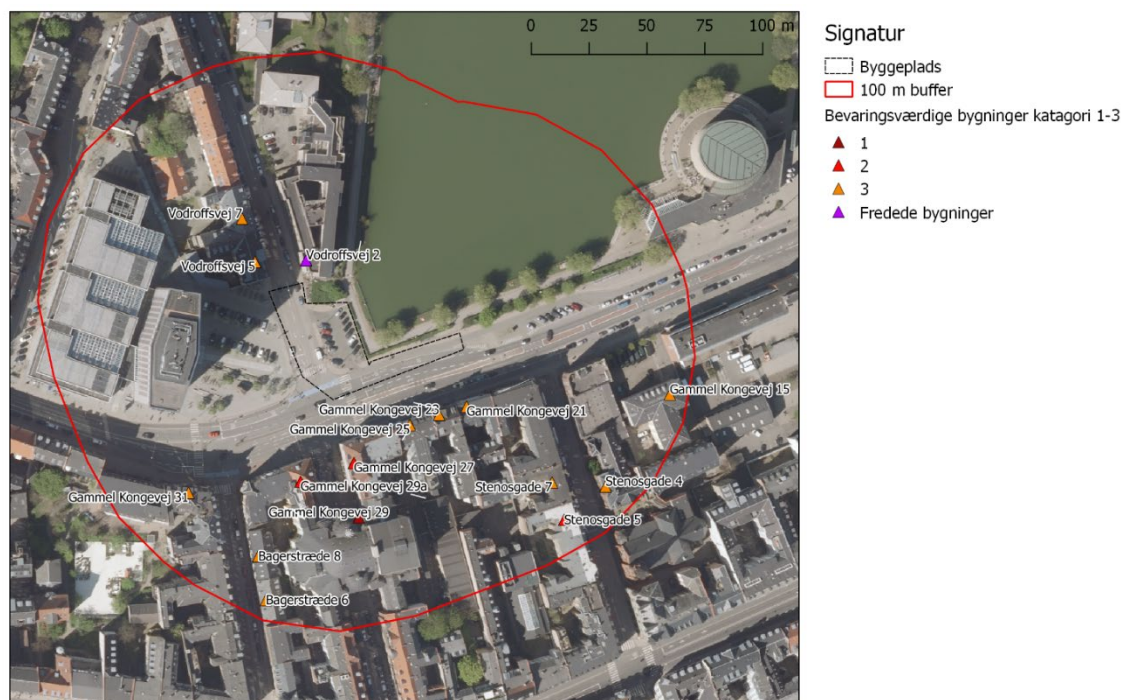 0 25 50 75 100 m
Signatur
Byggeplads
100 m buffer
Bevaringsværdige bygninger katagori 1-3
1
2
3
Fredede bygninger
Vodroffsvej 7
Vodroffsvej 5
Vodroffsvej 2
Gammel Kongevej 15
Gammel Kongevej 23
Gammel Kongevej 21
Gammel Kongevej 25
Gammel Kongevej 27
Gammel Kongevej 29a
Gammel Kongevej 31
Gammel Kongevej 29
Stenosgade 7
Stenosgade 4
Stenosgade 5
Bagerstræde 8
Bagerstræde 6